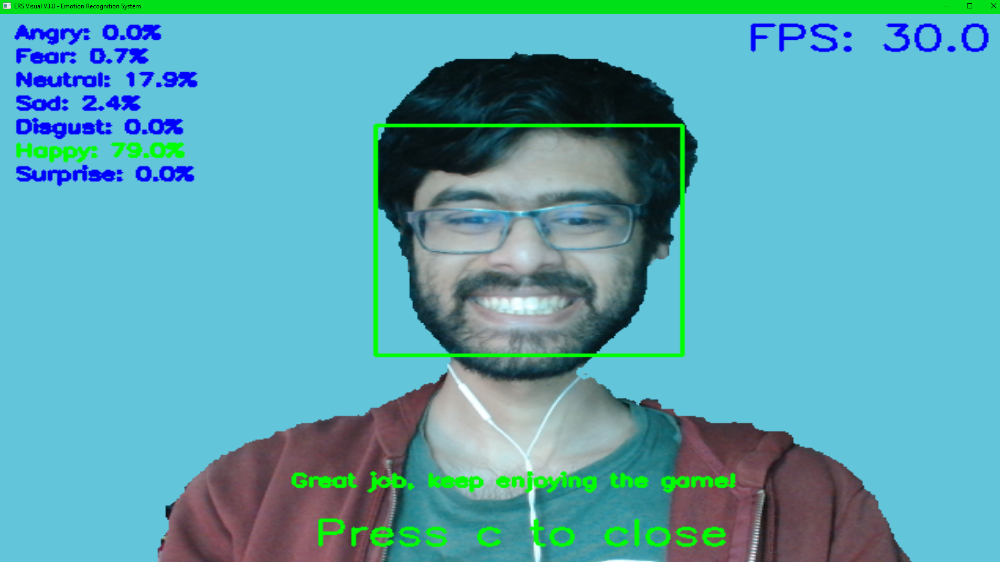 ERS Visual V3.0 - Emotion Recognition System
Angry: 0.0%
FPS: 30.0
Fear: 0.7%
Neutral: 17.9%
Sad: 2.4%
Disgust: 0.0%
Happy: 79.0%
Surprise: 0.0%
Great job, keep enjoying the game!
Press c to close